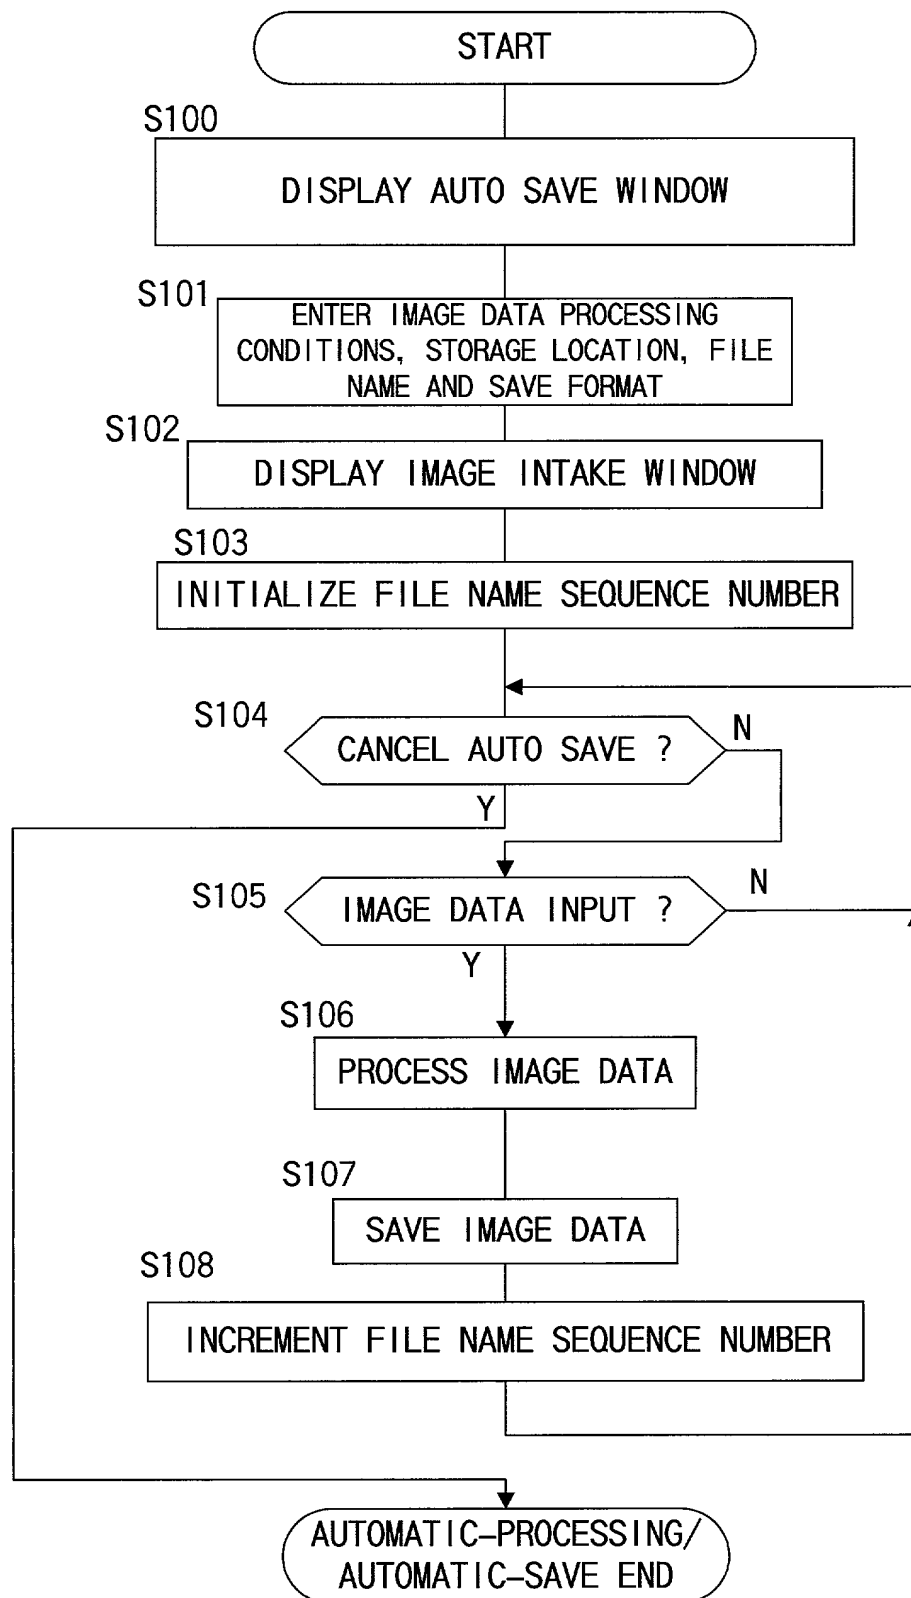 START
S100
DISPLAY AUTO SAVE WINDOW
S101
ENTER IMAGE DATA PROCESSING
CONDITIONS, STORAGE LOCATION, FILE
NAME AND SAVE FORMAT
S102
DISPLAY IMAGE INTAKE WINDOW
S103
INITIALIZE FILE NAME SEQUENCE NUMBER
S104
CANCEL AUTO SAVE ?
N
Y
S105
IMAGE DATA INPUT ?
N
Y
S106
PROCESS IMAGE DATA
S107
SAVE IMAGE DATA
S108
INCREMENT FILE NAME SEQUENCE NUMBER
AUTOMATIC-PROCESSING/
AUTOMATIC-SAVE END